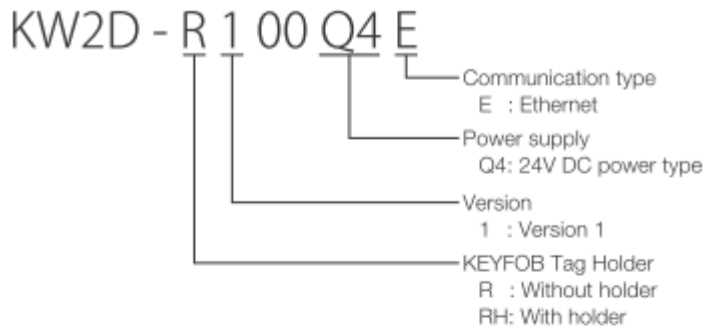 KW2D - R 1 00 Q4 E
Communication type
E : Ethernet
Power supply
Q4: 24V DC power type
Version
1 : Version 1
KEYFOB Tag Holder
R : Without holder
RH: With holder